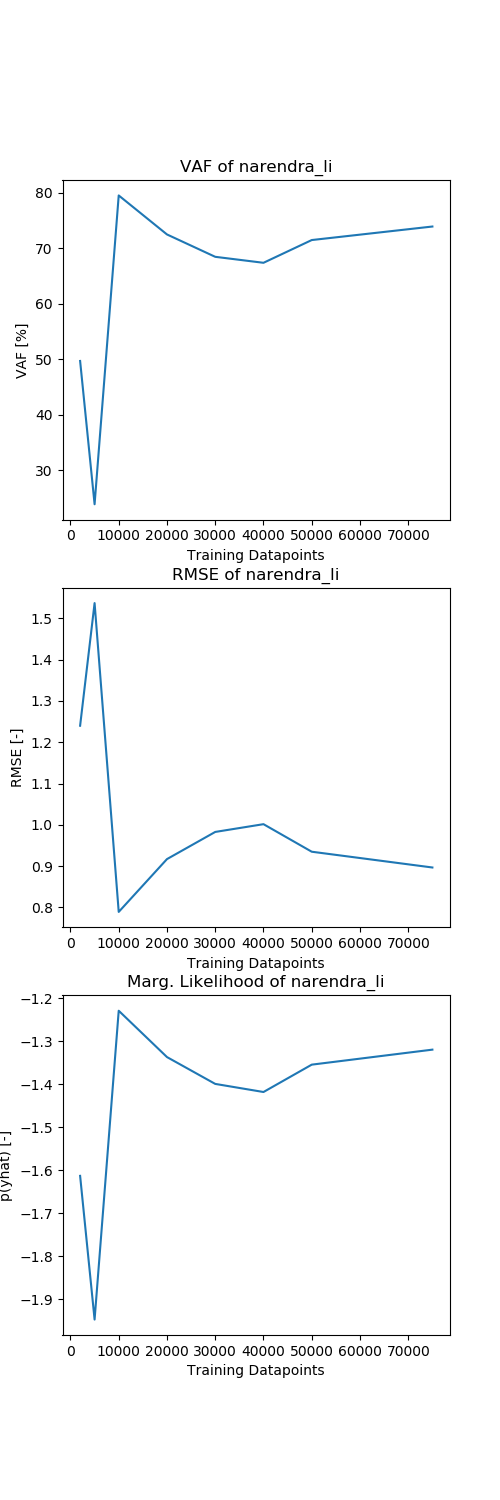 VAF of narendra_li
80
70
60
50
40
30
VAF [%]
0 10000 20000 30000 40000 50000 60000 70000
Training Datapoints
RMSE of narendra_li
1.5
1.4
1.3
1.2
1.1
1.0
0.9
0.8
RMSE [-]
0 10000 20000 30000 40000 50000 60000 70000
Training Datapoints
Marg. Likelihood of narendra_li
−1.2
−1.3
−1.4
−1.5
−1.6
−1.7
−1.8
−1.9
p(yhat) [-]
0 10000 20000 30000 40000 50000 60000 70000
Training Datapoints